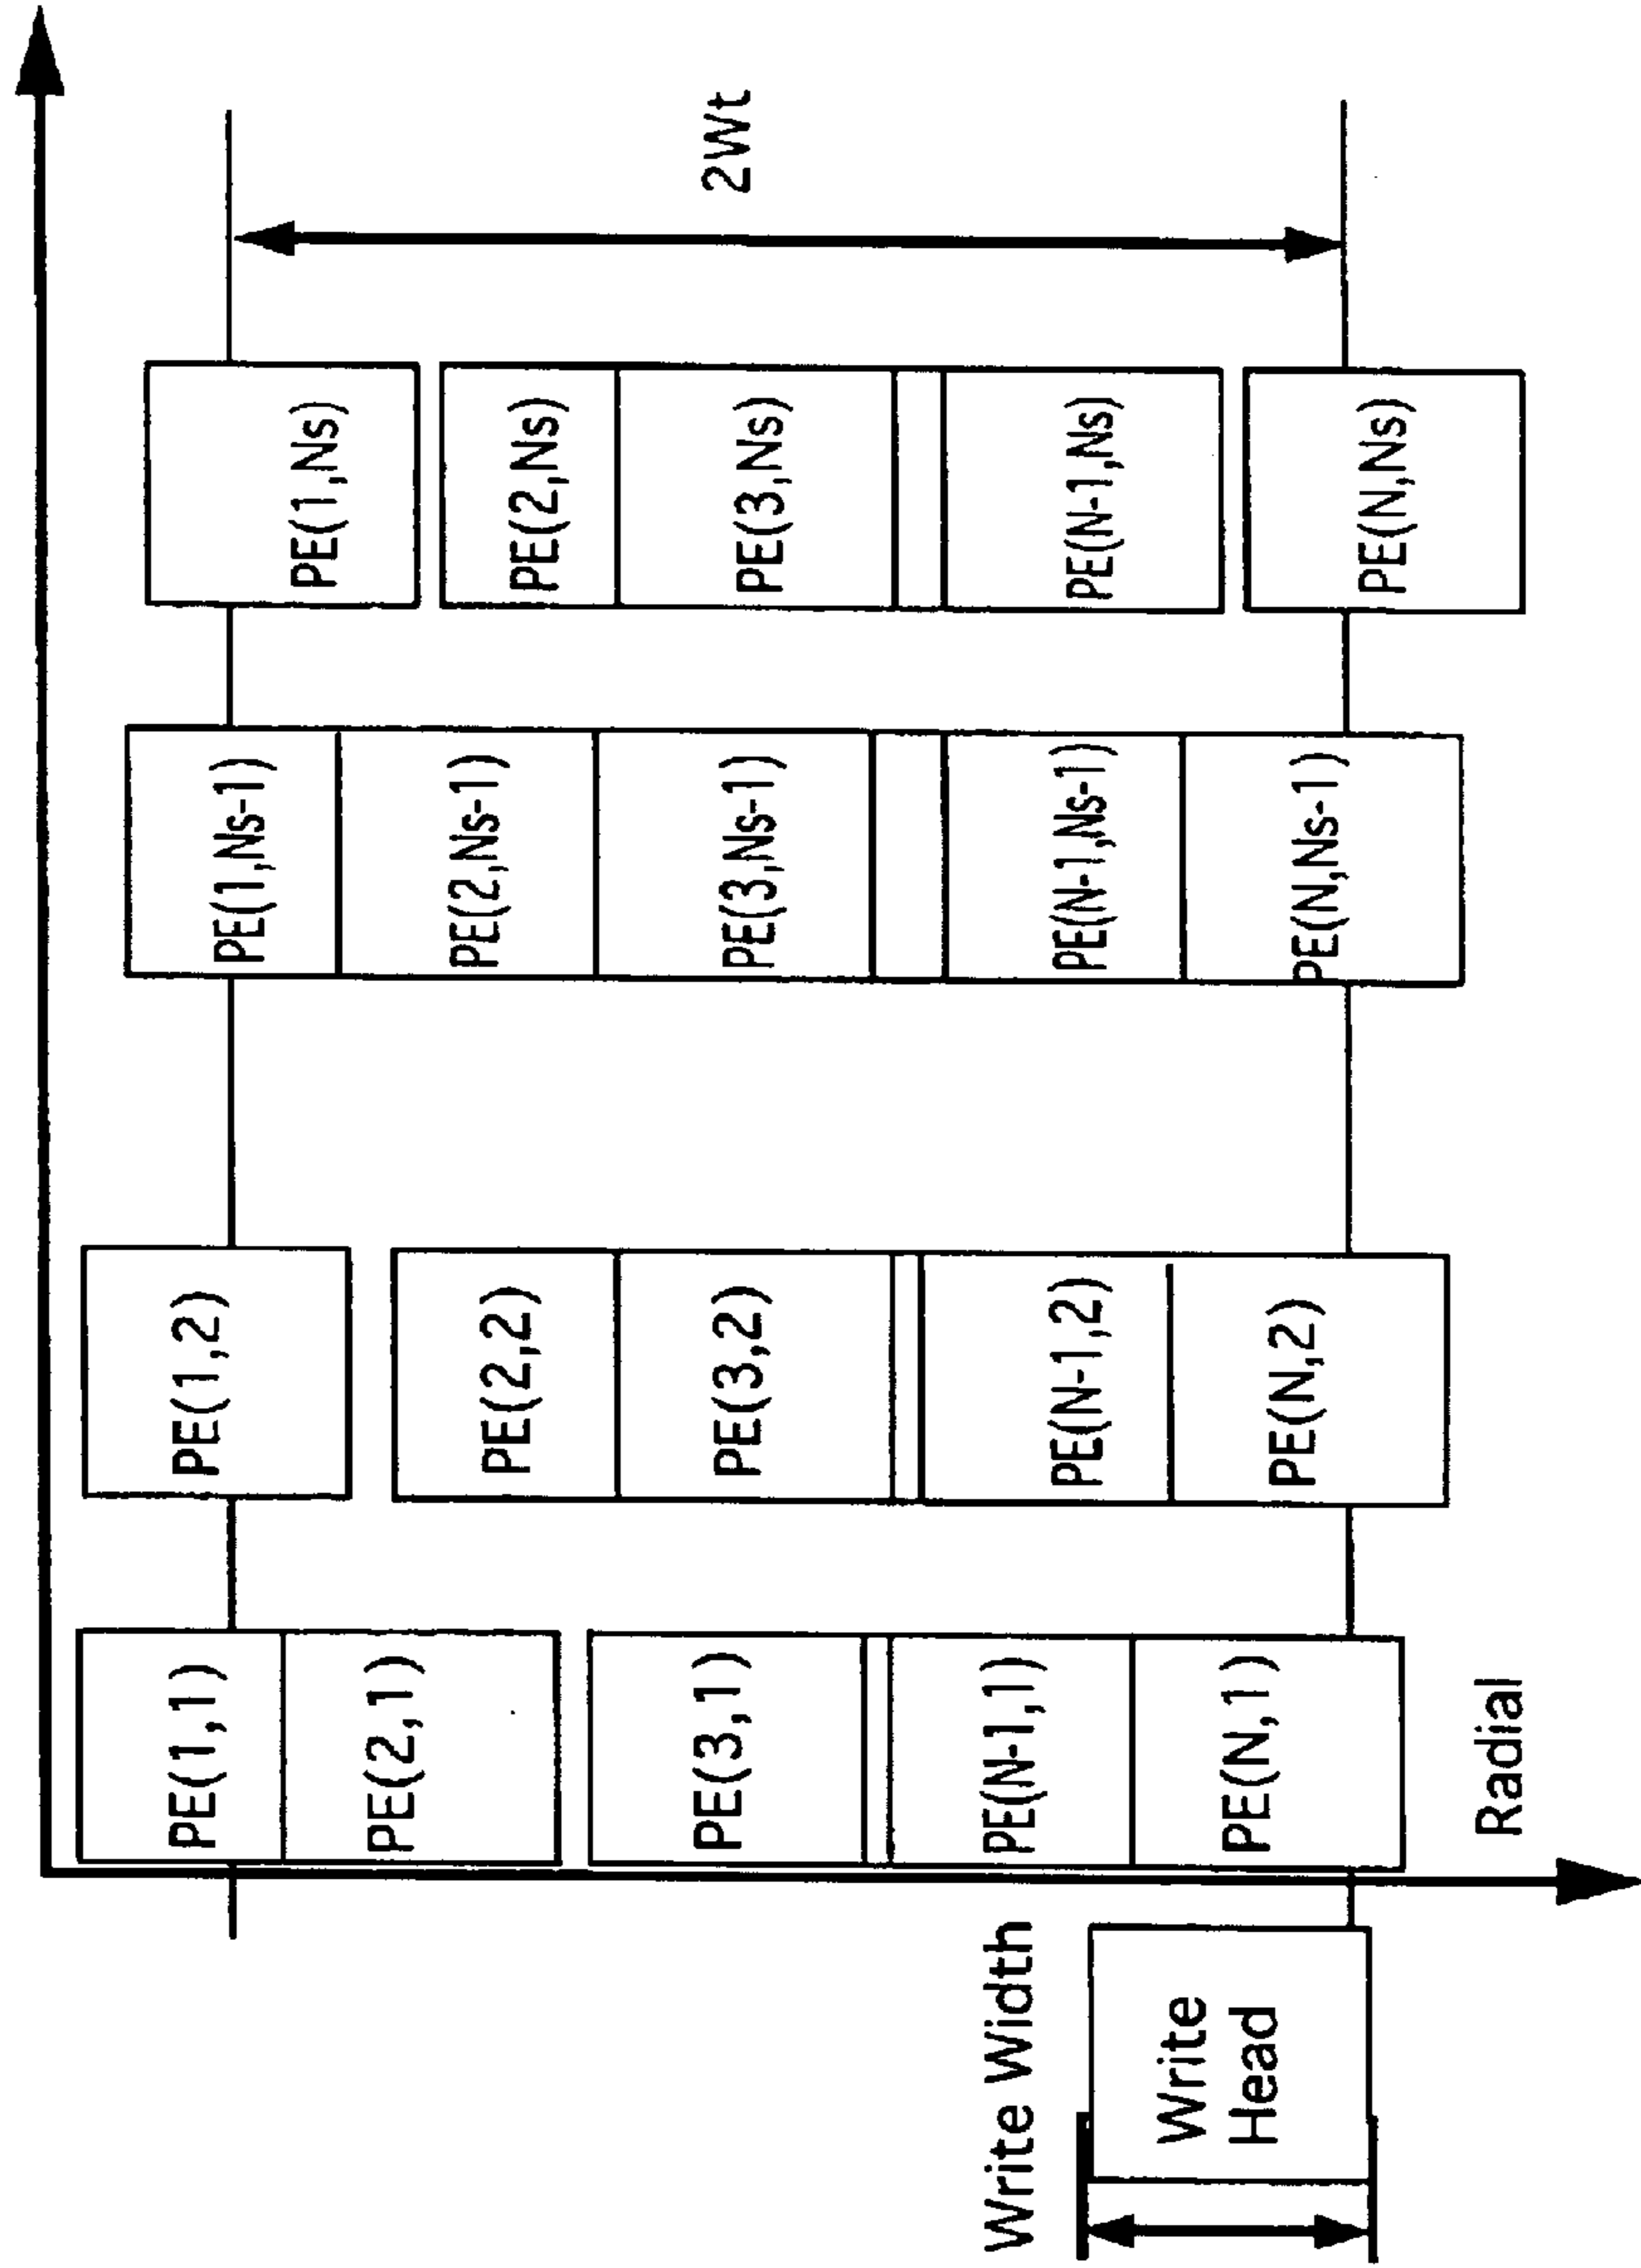 2Wt
PE(1,Ns)
PE(2,Ns)
PE(3,Ns)
PE(N-1,Ns)
PE(N,Ns)
PE(1,Ns-1)
PE(2,Ns-1)
PE(3,Ns-1)
PE(N-1,Ns-1)
PE(N,Ns-1)
PE(1,2)
PE(2,2)
PE(3,2)
PE(N-1,2)
PE(N,2)
PE(1,1)
PE(2,1)
PE(3,1)
PE(N-1,1)
PE(N,1)
Radial
Write Width
Write
Head